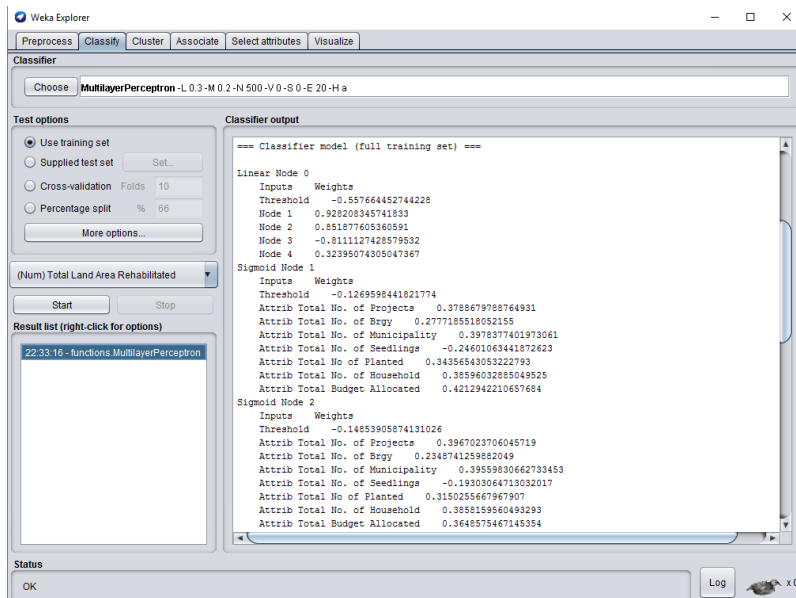 Weka Explorer
Preprocess Classify Cluster Associate Select attributes Visualize
Classifier
Choose MultilayerPerceptron -L 0.3 -M 0.2 -N 500 -V 0 -S 0 -E 20 -H a
Test options
Use training set
Supplied test set Set...
Cross-validation Folds 10
Percentage split % 66
More options...
(Num) Total Land Area Rehabilitated
Start Stop
Result list (right-click for options)
22:33:16 - functions.MultilayerPerceptron
Classifier output
=== Classifier model (full training set) ===
Linear Node 0
Inputs Weights
Threshold -0.557664452744228
Node 1 0.928208345741833
Node 2 0.851877605360591
Node 3 -0.8111127428579532
Node 4 0.32395074305047367
Sigmoid Node 1
Inputs Weights
Threshold -0.1269598441821774
Attrib Total No. of Projects 0.3788679788764931
Attrib Total No. of Brgy 0.2777185518052155
Attrib Total No. of Municipality 0.3978377401973061
Attrib Total No. of Seedlings -0.24601063441872623
Attrib Total No of Planted 0.34356543053222793
Attrib Total No. of Household 0.38596032885049525
Attrib Total Budget Allocated 0.4212942210657684
Sigmoid Node 2
Inputs Weights
Threshold -0.14853905874131026
Attrib Total No. of Projects 0.3967023706045719
Attrib Total No. of Brgy 0.2348741259882049
Attrib Total No. of Municipality 0.39559830662733453
Attrib Total No. of Seedlings -0.19303064713032017
Attrib Total No of Planted 0.3150255667967907
Attrib Total No. of Household 0.3858159560493293
Attrib Total Budget Allocated 0.3648575467145354
Status
OK
Log x 0